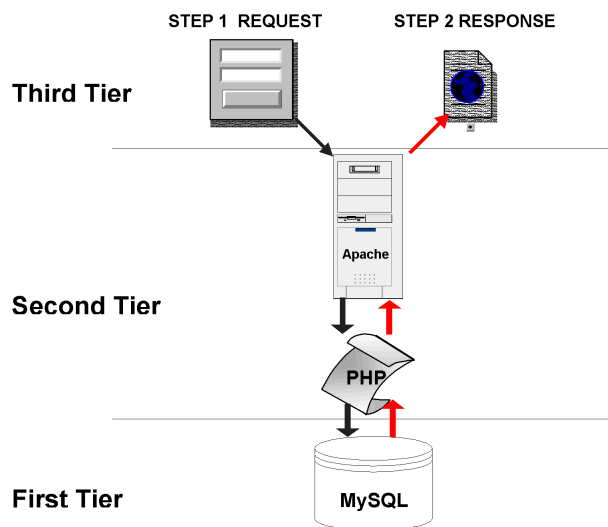 STEP 1 REQUEST
STEP 2 RESPONSE
Third Tier
Apache
Second Tier
PHP
First Tier
MySQL